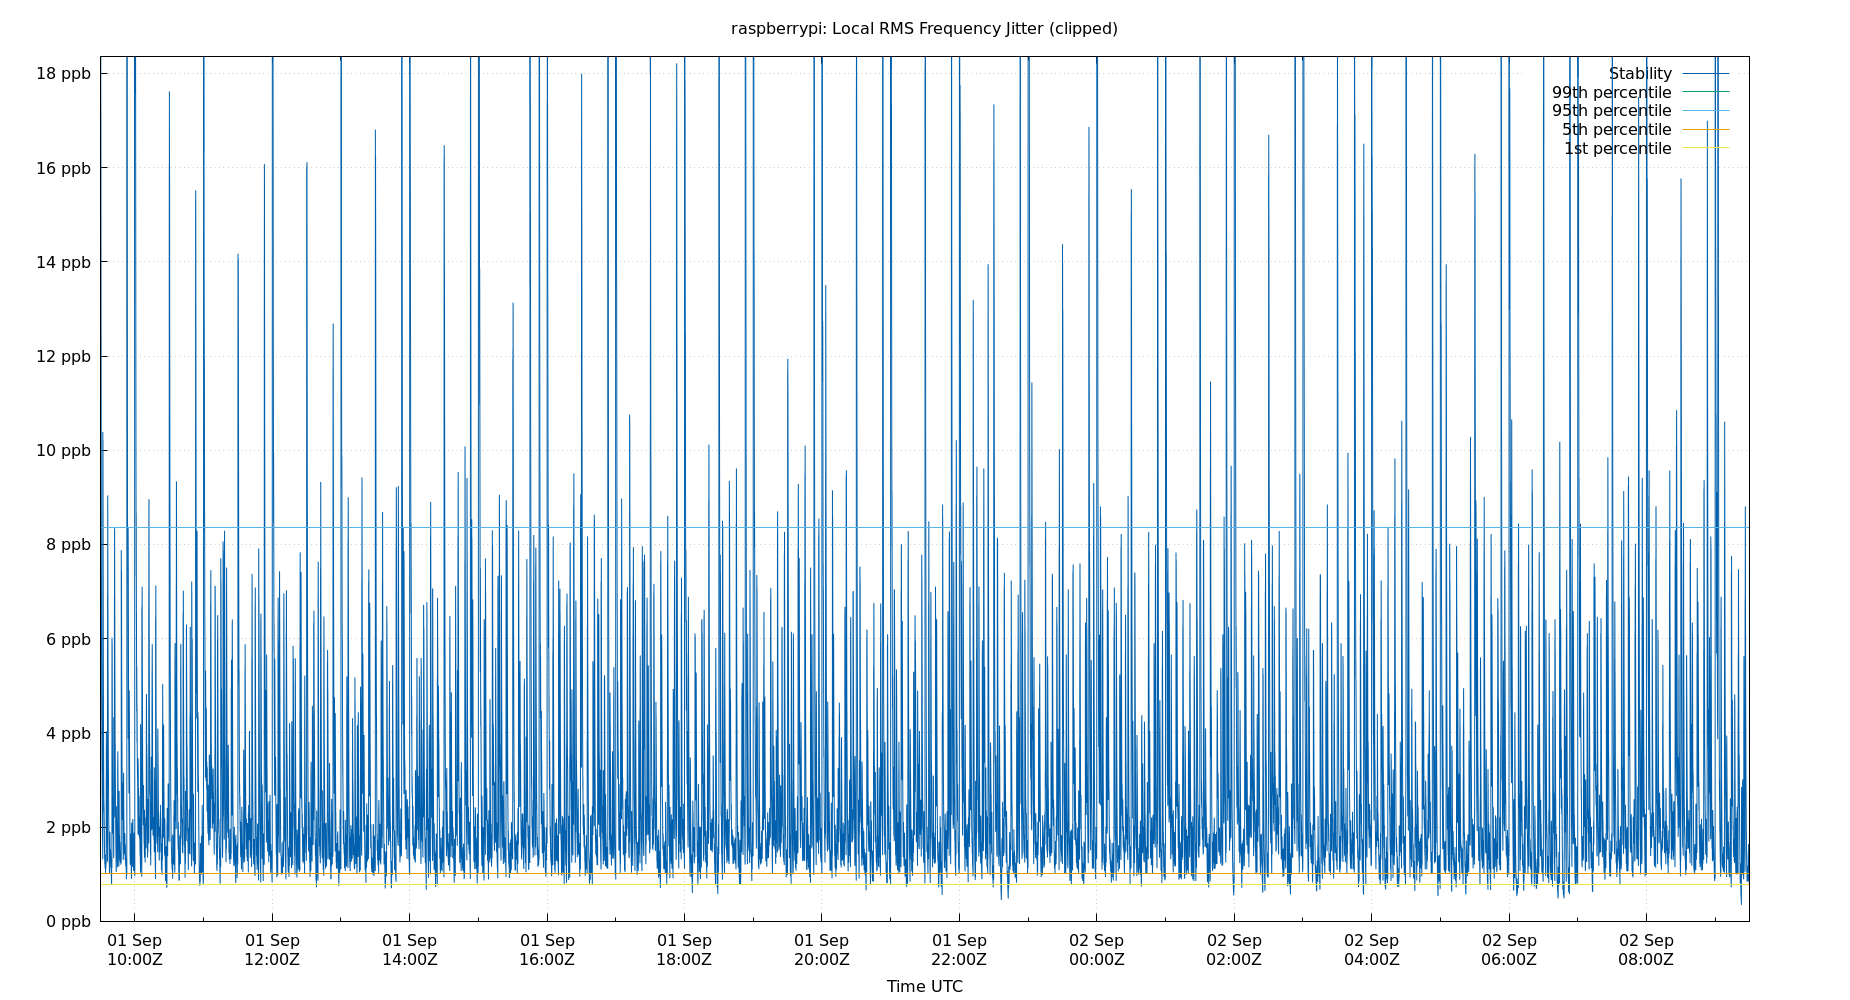 raspberrypi: Local RMS Frequency Jitter (clipped)
18 ppb
16 ppb
14 ppb
12 ppb
10 ppb
8 ppb
6 ppb
4 ppb
2 ppb
0 ppb
Stability
99th percentile
95th percentile
5th percentile
1st percentile
01 Sep 01 Sep 01 Sep 01 Sep 01 Sep 01 Sep 01 Sep 02 Sep 02 Sep 02 Sep 02 Sep 02 Sep
10:00Z 12:00Z 14:00Z 16:00Z 18:00Z 20:00Z 22:00Z 00:00Z 02:00Z 04:00Z 06:00Z 08:00Z
Time UTC